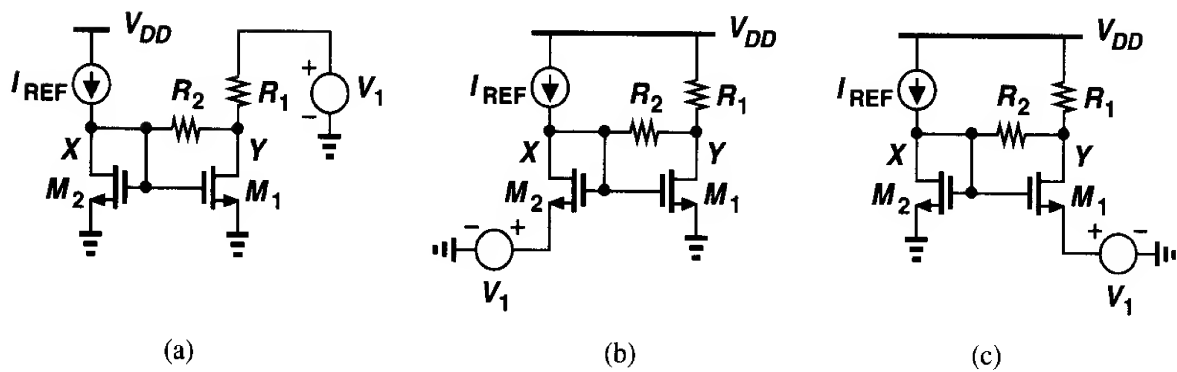 V_DD
I_REF
R_2
R_1
+
V_1
−
X
Y
M_2
M_1
(a)
V_DD
I_REF
R_2
R_1
X
Y
M_2
M_1
− +
V_1
(b)
V_DD
I_REF
R_2
R_1
X
Y
M_2
M_1
+ −
V_1
(c)